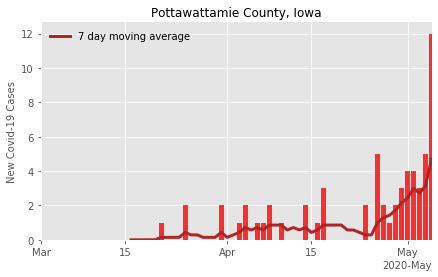 Pottawattamie County, Iowa
7 day moving average
New Covid-19 Cases
12
10
8
6
4
2
0
Mar
15
Apr
15
May
2020-May